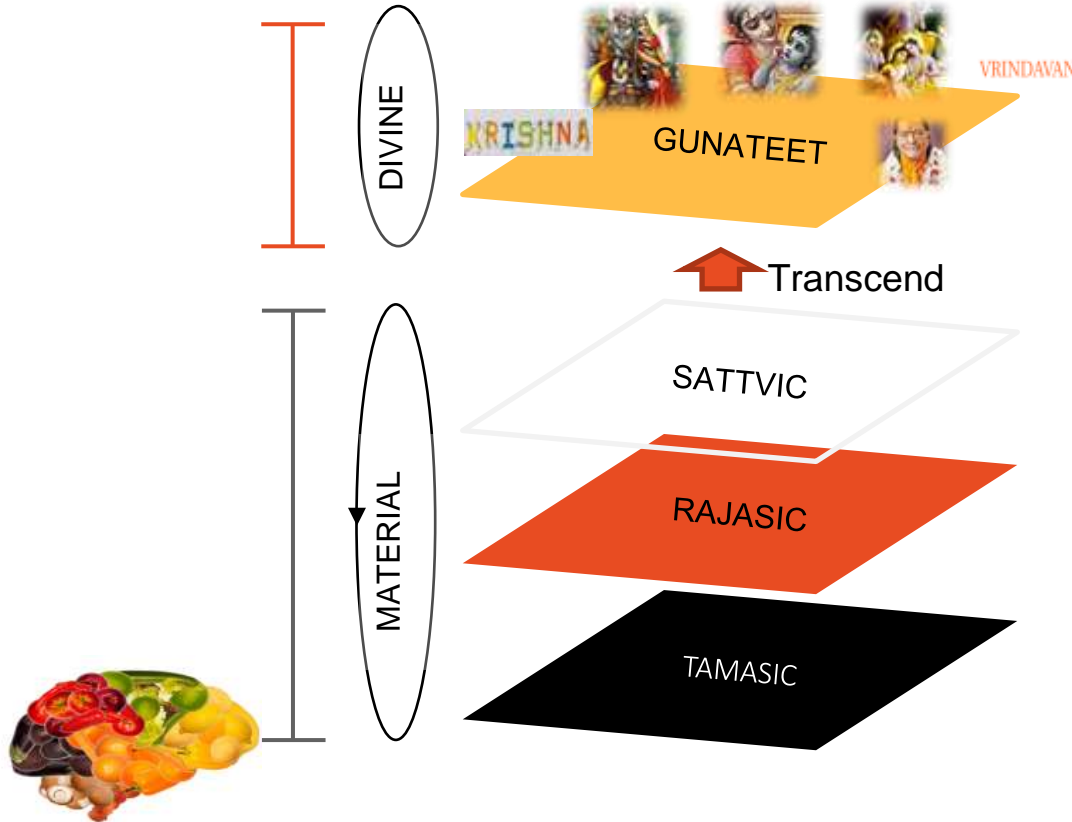 VRINDAVAN
KRISHNA
GUNATEET
DIVINE
Transcend
SATTVIC
RAJASIC
MATERIAL
TAMASIC